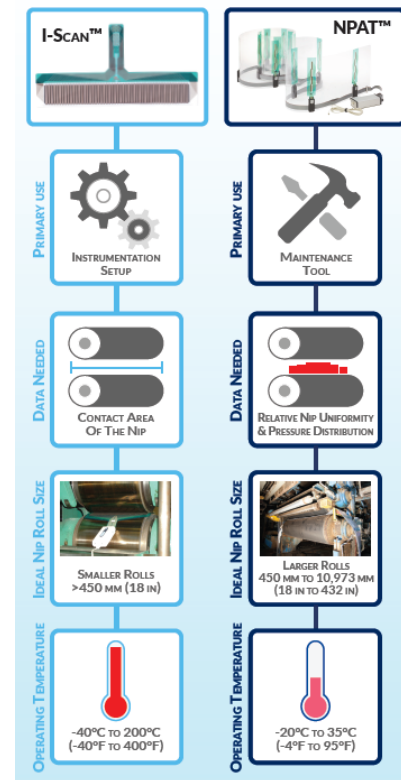 I-Scan™
Primary use
Instrumentation
Setup
Data Needed
Contact Area
Of The Nip
Ideal Nip Roll Size
Smaller Rolls
>450 mm (18 in)
Operating Temperature
-40°C to 200°C
(-40°F to 400°F)
NPAT™
Primary use
Maintenance
Tool
Data Needed
Relative Nip Uniformity
& Pressure Distribution
Ideal Nip Roll Size
Larger Rolls
450 mm to 10,973 mm
(18 in to 432 in)
Operating Temperature
-20°C to 35°C
(-4°F to 95°F)